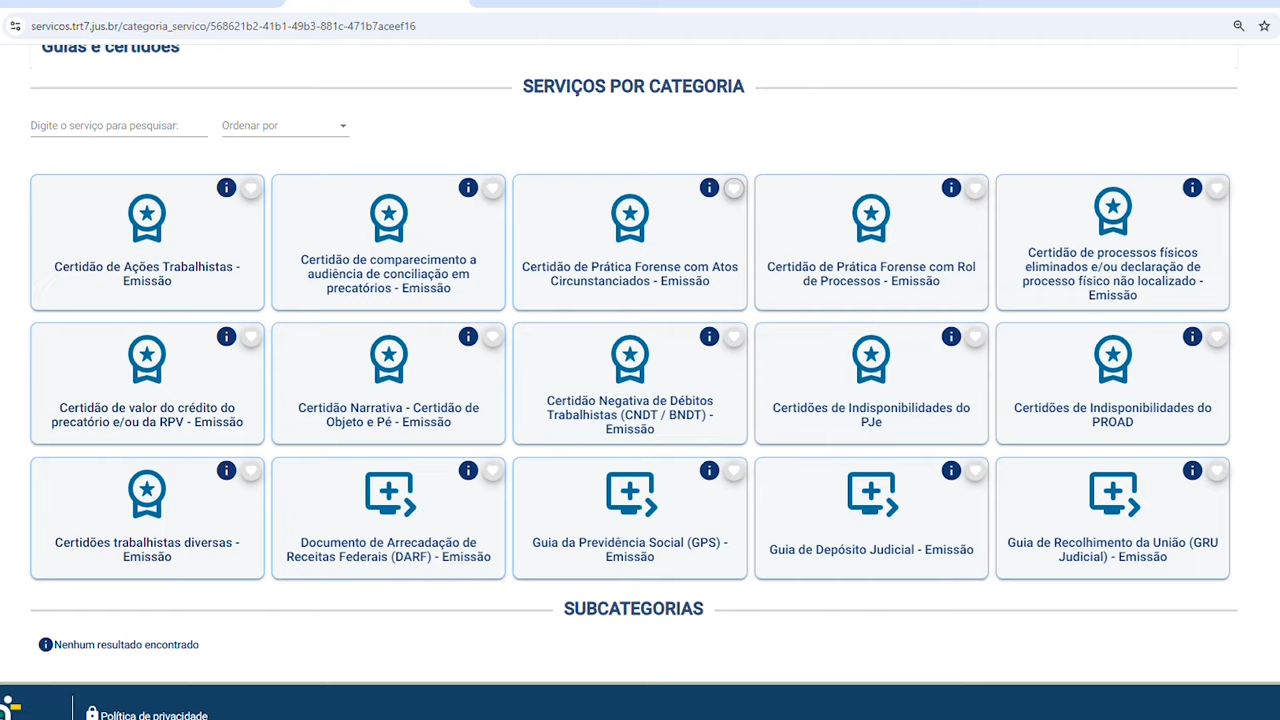 servicos.trt7.jus.br/categoria_servico/568621b2-41b1-49b3-881c-471b7aceef16
Guias e certidões
SERVIÇOS POR CATEGORIA
Digite o serviço para pesquisar:
Ordenar por
Certidão de Ações Trabalhistas -
Emissão
Certidão de comparecimento a
audiência de conciliação em
precatórios - Emissão
Certidão de Prática Forense com Atos
Circunstanciados - Emissão
Certidão de Prática Forense com Rol
de Processos - Emissão
Certidão de processos físicos
eliminados e/ou declaração de
processo físico não localizado -
Emissão
Certidão de valor do crédito do
precatório e/ou da RPV - Emissão
Certidão Narrativa - Certidão de
Objeto e Pé - Emissão
Certidão Negativa de Débitos
Trabalhistas (CNDT / BNDT) -
Emissão
Certidões de Indisponibilidades do
PJe
Certidões de Indisponibilidades do
PROAD
Certidões trabalhistas diversas -
Emissão
Documento de Arrecadação de
Receitas Federais (DARF) - Emissão
Guia da Previdência Social (GPS) -
Emissão
Guia de Depósito Judicial - Emissão
Guia de Recolhimento da União (GRU
Judicial) - Emissão
SUBCATEGORIAS
Nenhum resultado encontrado
Política de privacidade